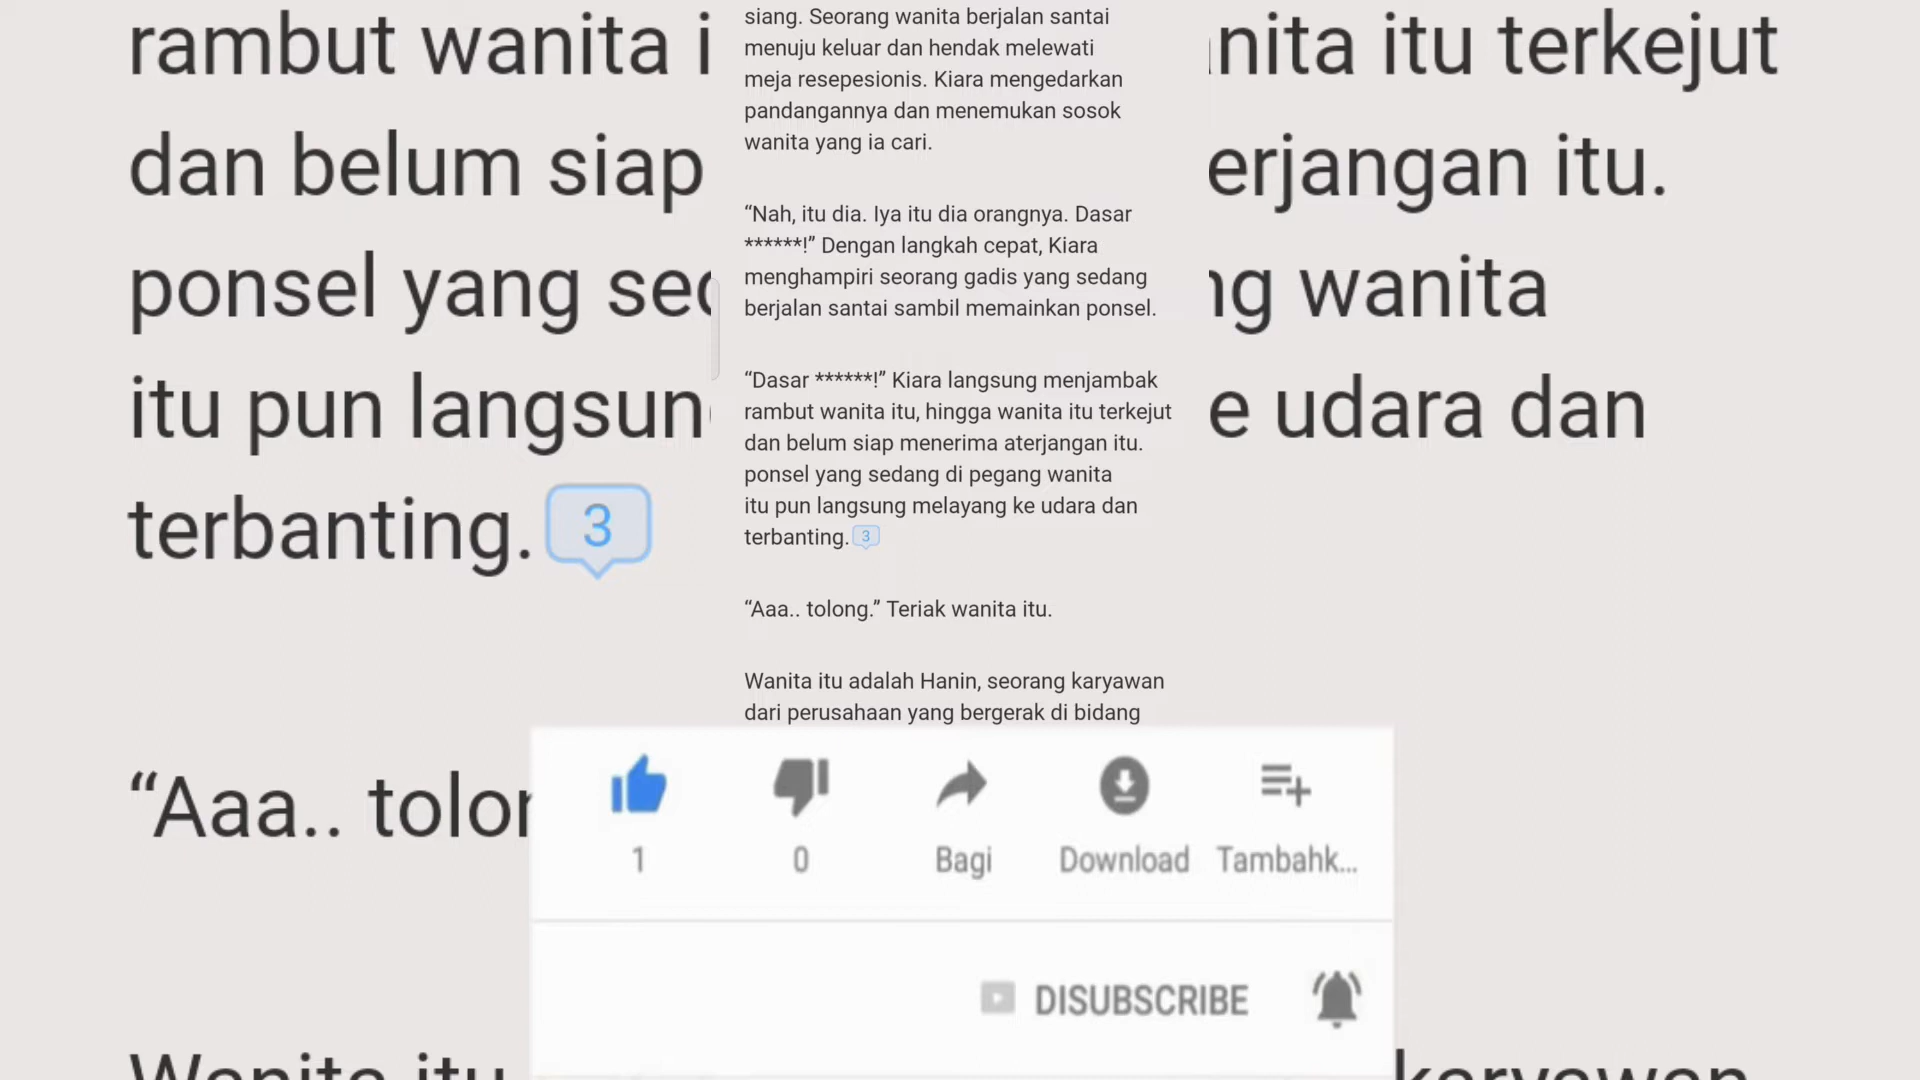 siang. Seorang wanita berjalan santai
menuju keluar dan hendak melewati
meja resepesionis. Kiara mengedarkan
pandangannya dan menemukan sosok
wanita yang ia cari.
“Nah, itu dia. Iya itu dia orangnya. Dasar
******!” Dengan langkah cepat, Kiara
menghampiri seorang gadis yang sedang
berjalan santai sambil memainkan ponsel.
“Dasar ******!” Kiara langsung menjambak
rambut wanita itu, hingga wanita itu terkejut
dan belum siap menerima aterjangan itu.
ponsel yang sedang di pegang wanita
itu pun langsung melayang ke udara dan
terbanting. 3
“Aaa.. tolong.” Teriak wanita itu.
Wanita itu adalah Hanin, seorang karyawan
dari perusahaan yang bergerak di bidang
rambut wanita i nita itu terkejut
dan belum siap erjangan itu.
ponsel yang sed ng wanita
itu pun langsun e udara dan
terbanting. 3
“Aaa.. tolon
Wanita itu karyawan
1 0 Bagi Download Tambahk...
DISUBSCRIBE